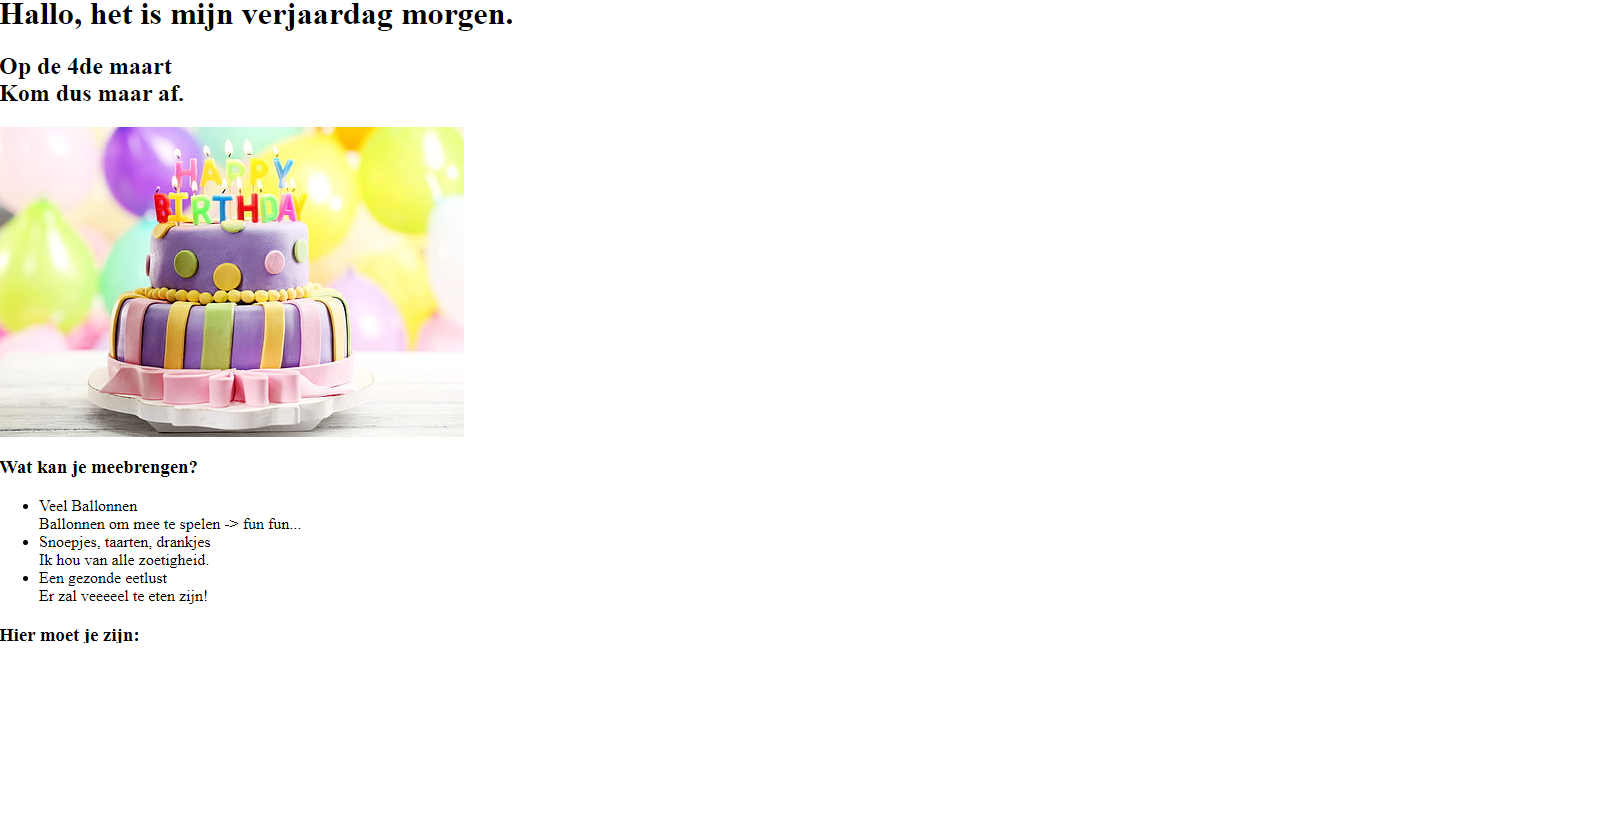 Hallo, het is mijn verjaardag morgen.
Op de 4de maart
Kom dus maar af.
HAPPY
BIRTHDAY
Wat kan je meebrengen?
Veel Ballonnen
Ballonnen om mee te spelen -> fun fun...
Snoepjes, taarten, drankjes
Ik hou van alle zoetigheid.
Een gezonde eetlust
Er zal veeeeel te eten zijn!
Hier moet je zijn: